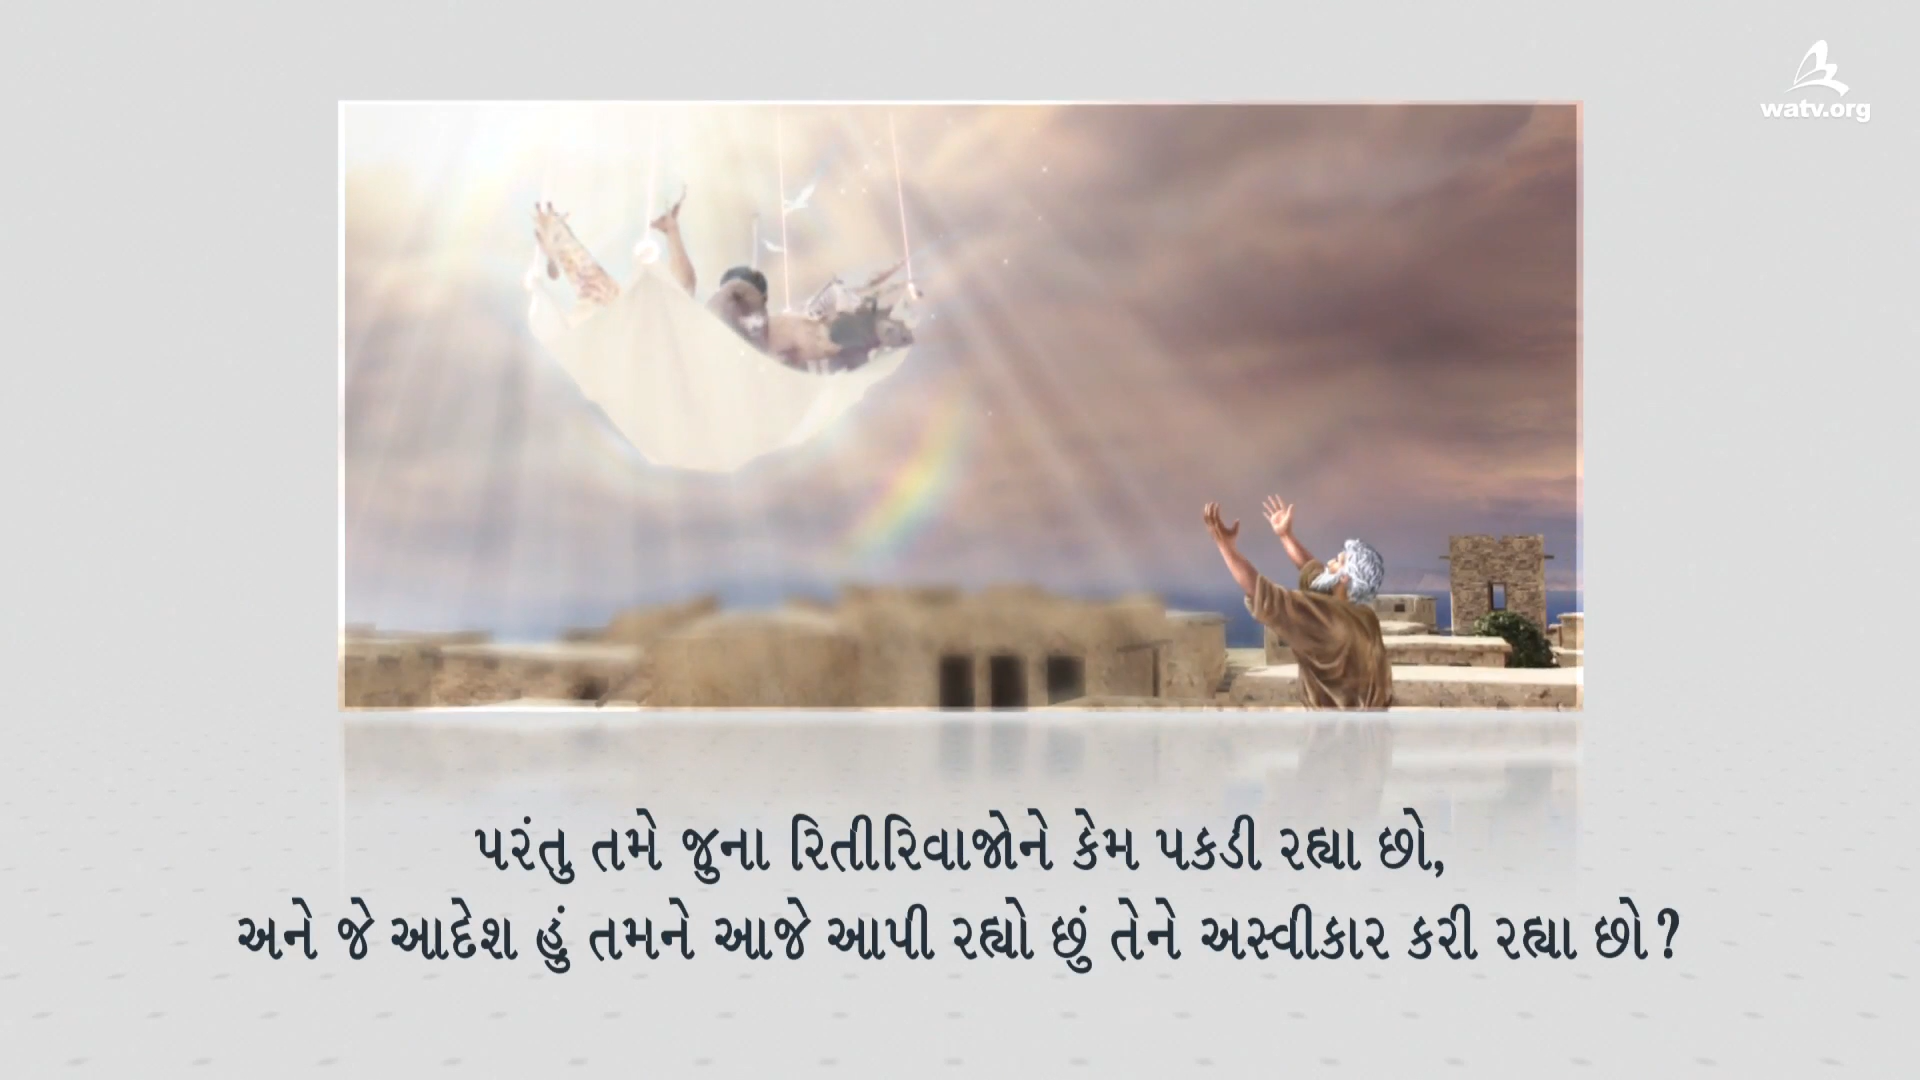 watv.org
પરંતુ તમે જુના રિતીરિવાજોને કેમ પકડી રહ્યા છો,
અને જે આદેશ હું તમને આજે આપી રહ્યો છું તેને અસ્વીકાર કરી રહ્યા છો?